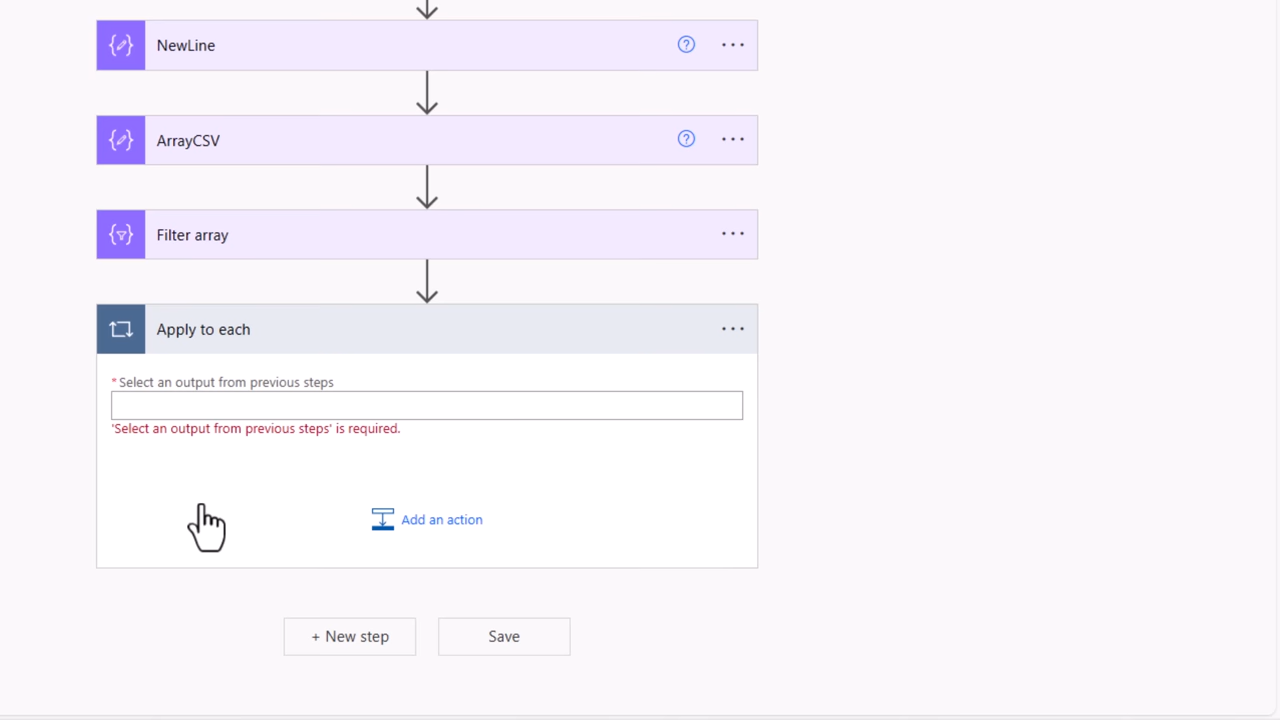 NewLine
ArrayCSV
Filter array
Apply to each
*Select an output from previous steps
'Select an output from previous steps' is required.
Add an action
+ New step
Save